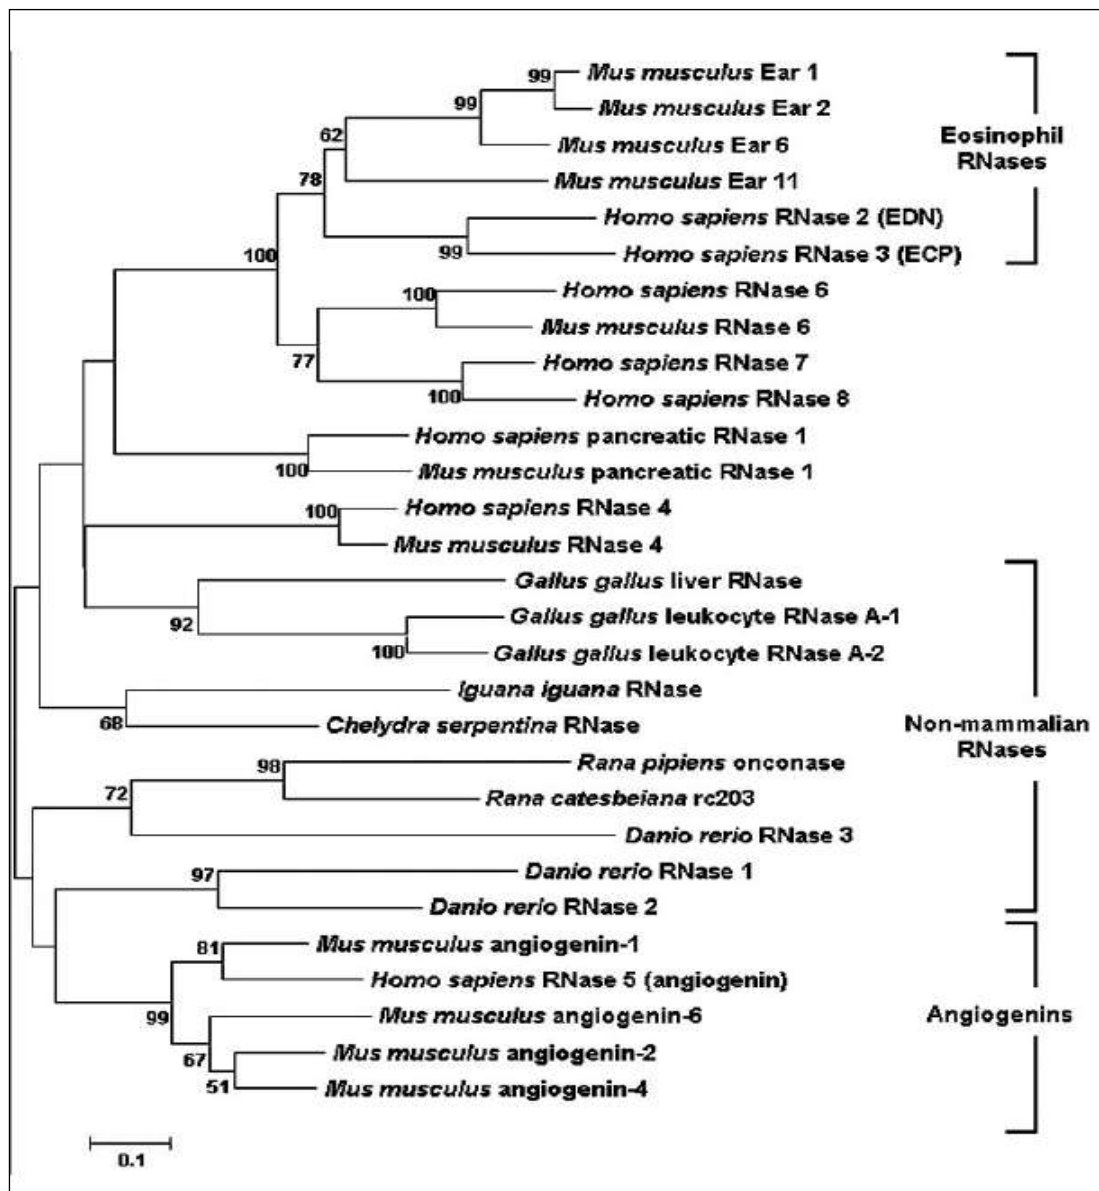 99 Mus musculus Ear 1
99 Mus musculus Ear 2
Mus musculus Ear 6
62
Mus musculus Ear 11
78
Homo sapiens RNase 2 (EDN)
99 Homo sapiens RNase 3 (ECP)
100
Eosinophil
RNases
100 Homo sapiens RNase 6
Mus musculus RNase 6
77
Homo sapiens RNase 7
100 Homo sapiens RNase 8
Homo sapiens pancreatic RNase 1
100 Mus musculus pancreatic RNase 1
100 Homo sapiens RNase 4
Mus musculus RNase 4
Gallus gallus liver RNase
92
Gallus gallus leukocyte RNase A-1
100 Gallus gallus leukocyte RNase A-2
Iguana iguana RNase
68 Chelydra serpentina RNase
98 Rana pipiens onconase
72
Rana catesbeiana rc203
Danio rerio RNase 3
97 Danio rerio RNase 1
Danio rerio RNase 2
Non-mammalian
RNases
81 Mus musculus angiogenin-1
Homo sapiens RNase 5 (angiogenin)
99
Mus musculus angiogenin-6
67
Mus musculus angiogenin-2
51 Mus musculus angiogenin-4
Angiogenins
0.1